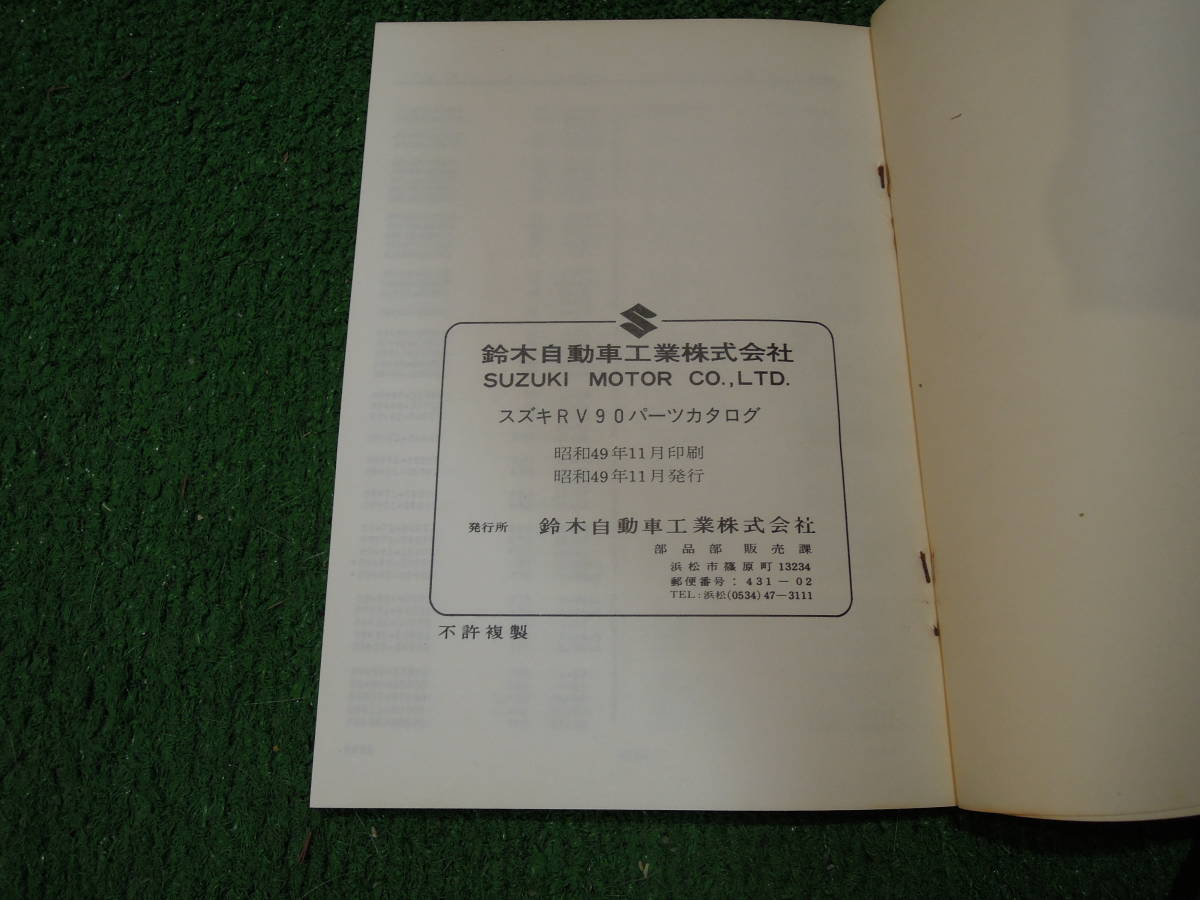 鈴木自動車工業株式会社
SUZUKI MOTOR CO.,LTD.
スズキRV90パーツカタログ
昭和49年11月印刷
昭和49年11月発行
発行所 鈴木自動車工業株式会社
部品部 販売課
浜松市篠原町13234
郵便番号:431-02
TEL:浜松(0534)47-3111
不許複製